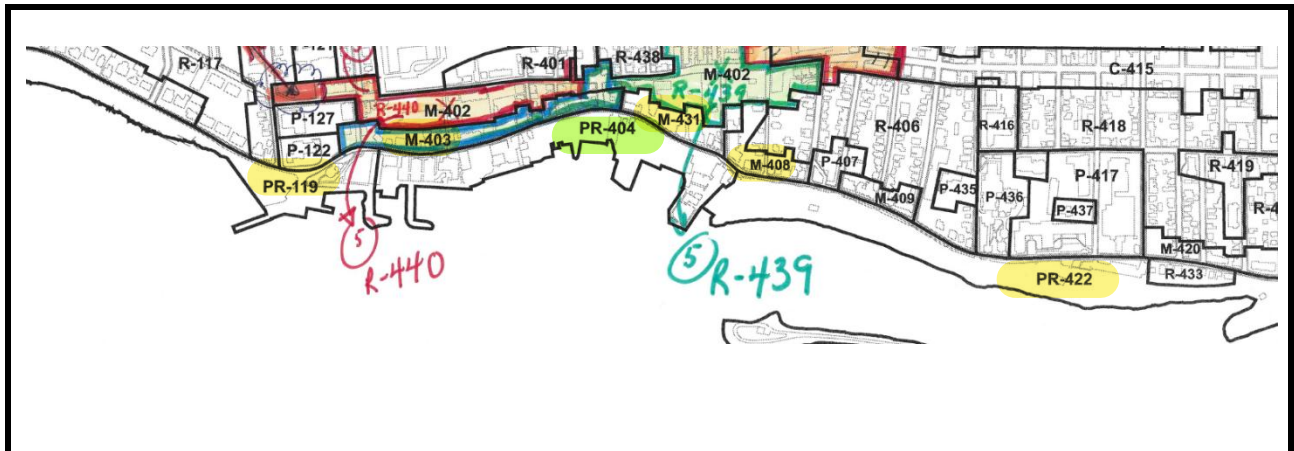 R-117
R-401
R-438
M-402
C-415
R-439
R-440
M-402
P-127
M-431
PR-404
R-406
R-416
R-418
M-403
P-122
M-408
P-407
R-419
P-417
PR-119
P-435
P-436
M-409
P-437
M-420
R-433
PR-422
5
R-440
5
R-439